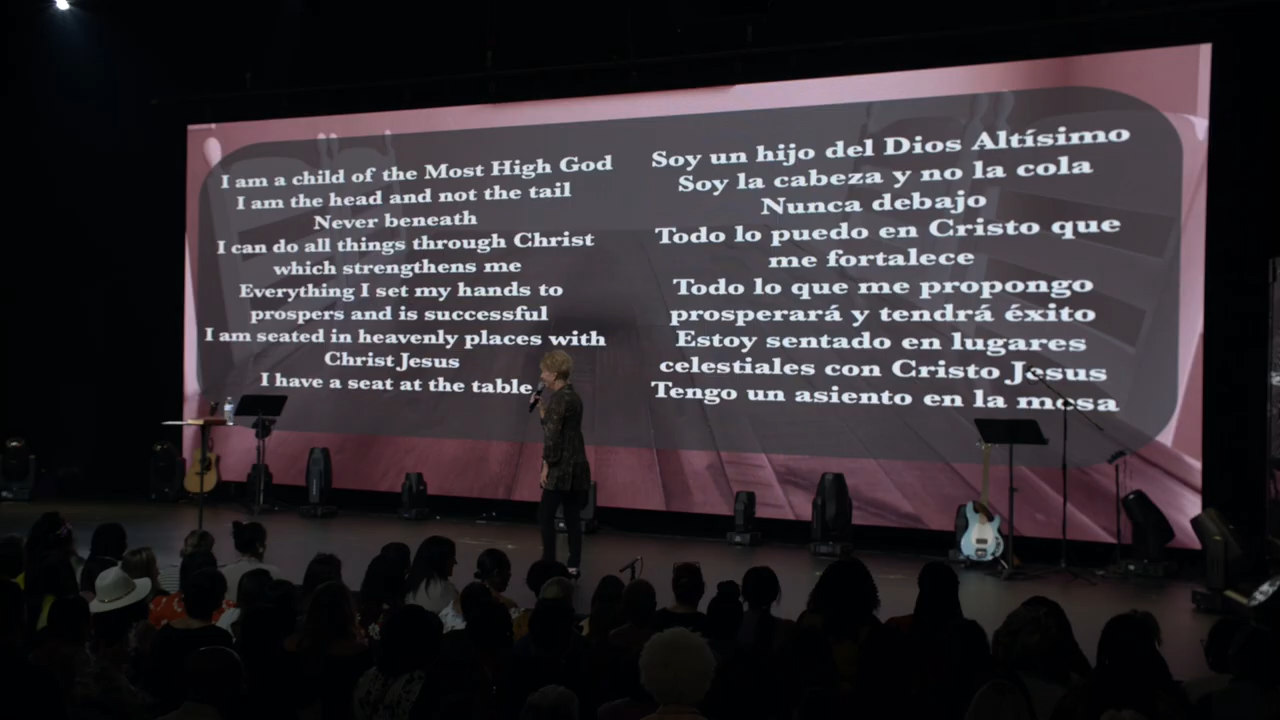 I am a child of the Most High God
I am the head and not the tail
Never beneath
I can do all things through Christ
which strengthens me
Everything I set my hands to
prospers and is successful
I am seated in heavenly places with
Christ Jesus
I have a seat at the table
Soy un hijo del Dios Altísimo
Soy la cabeza y no la cola
Nunca debajo
Todo lo puedo en Cristo que
me fortalece
Todo lo que me propongo
prosperará y tendrá éxito
Estoy sentado en lugares
celestiales con Cristo Jesus
Tengo un asiento en la mesa